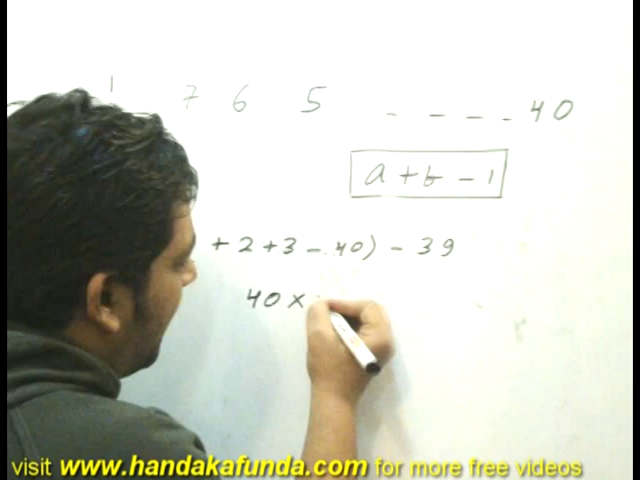 1 7 6 5 - - - - 40
a + b - 1
+ 2 + 3 - .. 40) - 39
40 ×
visit www.handakafunda.com for more free videos